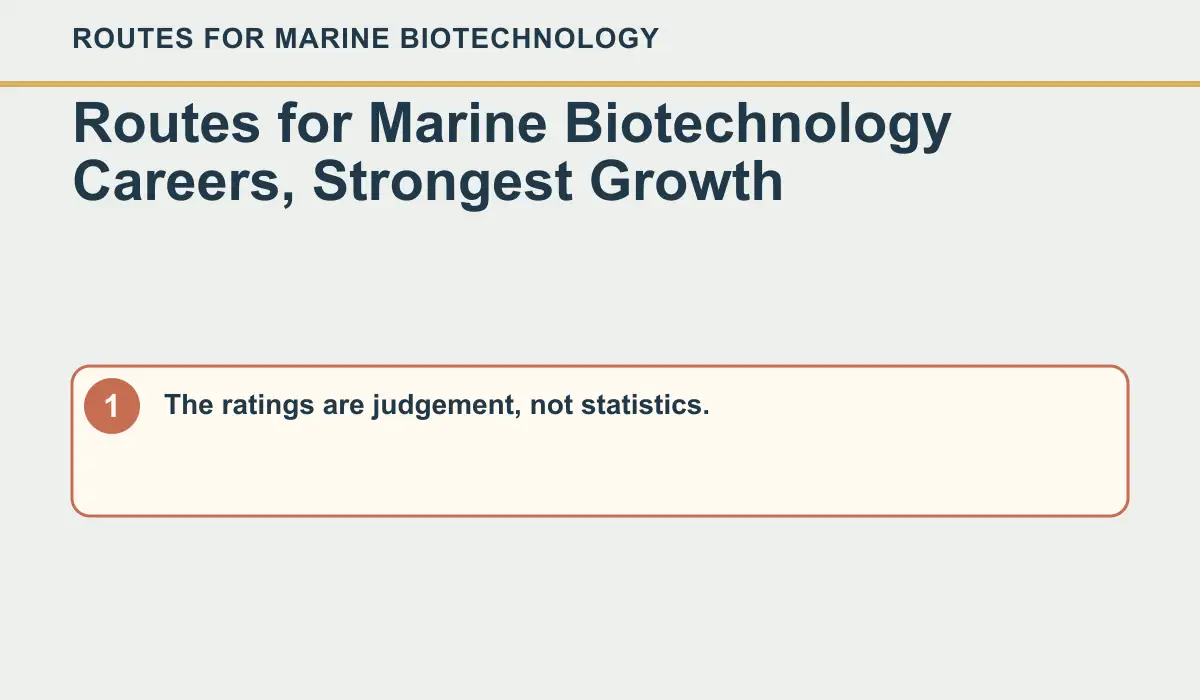 ROUTES FOR MARINE BIOTECHNOLOGY
Routes for Marine Biotechnology
Careers, Strongest Growth
1
The ratings are judgement, not statistics.